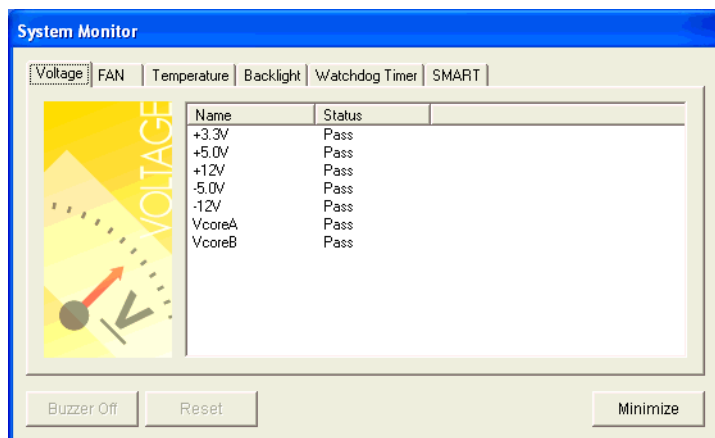 System Monitor
Voltage FAN Temperature Backlight Watchdog Timer SMART
VOLTAGE
V
Name Status
+3.3V Pass
+5.0V Pass
+12V Pass
-5.0V Pass
-12V Pass
VcoreA Pass
VcoreB Pass
Buzzer Off Reset Minimize